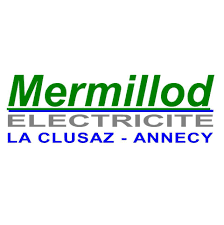 Mermillod
ELECTRICITE
LA CLUSAZ - ANNECY